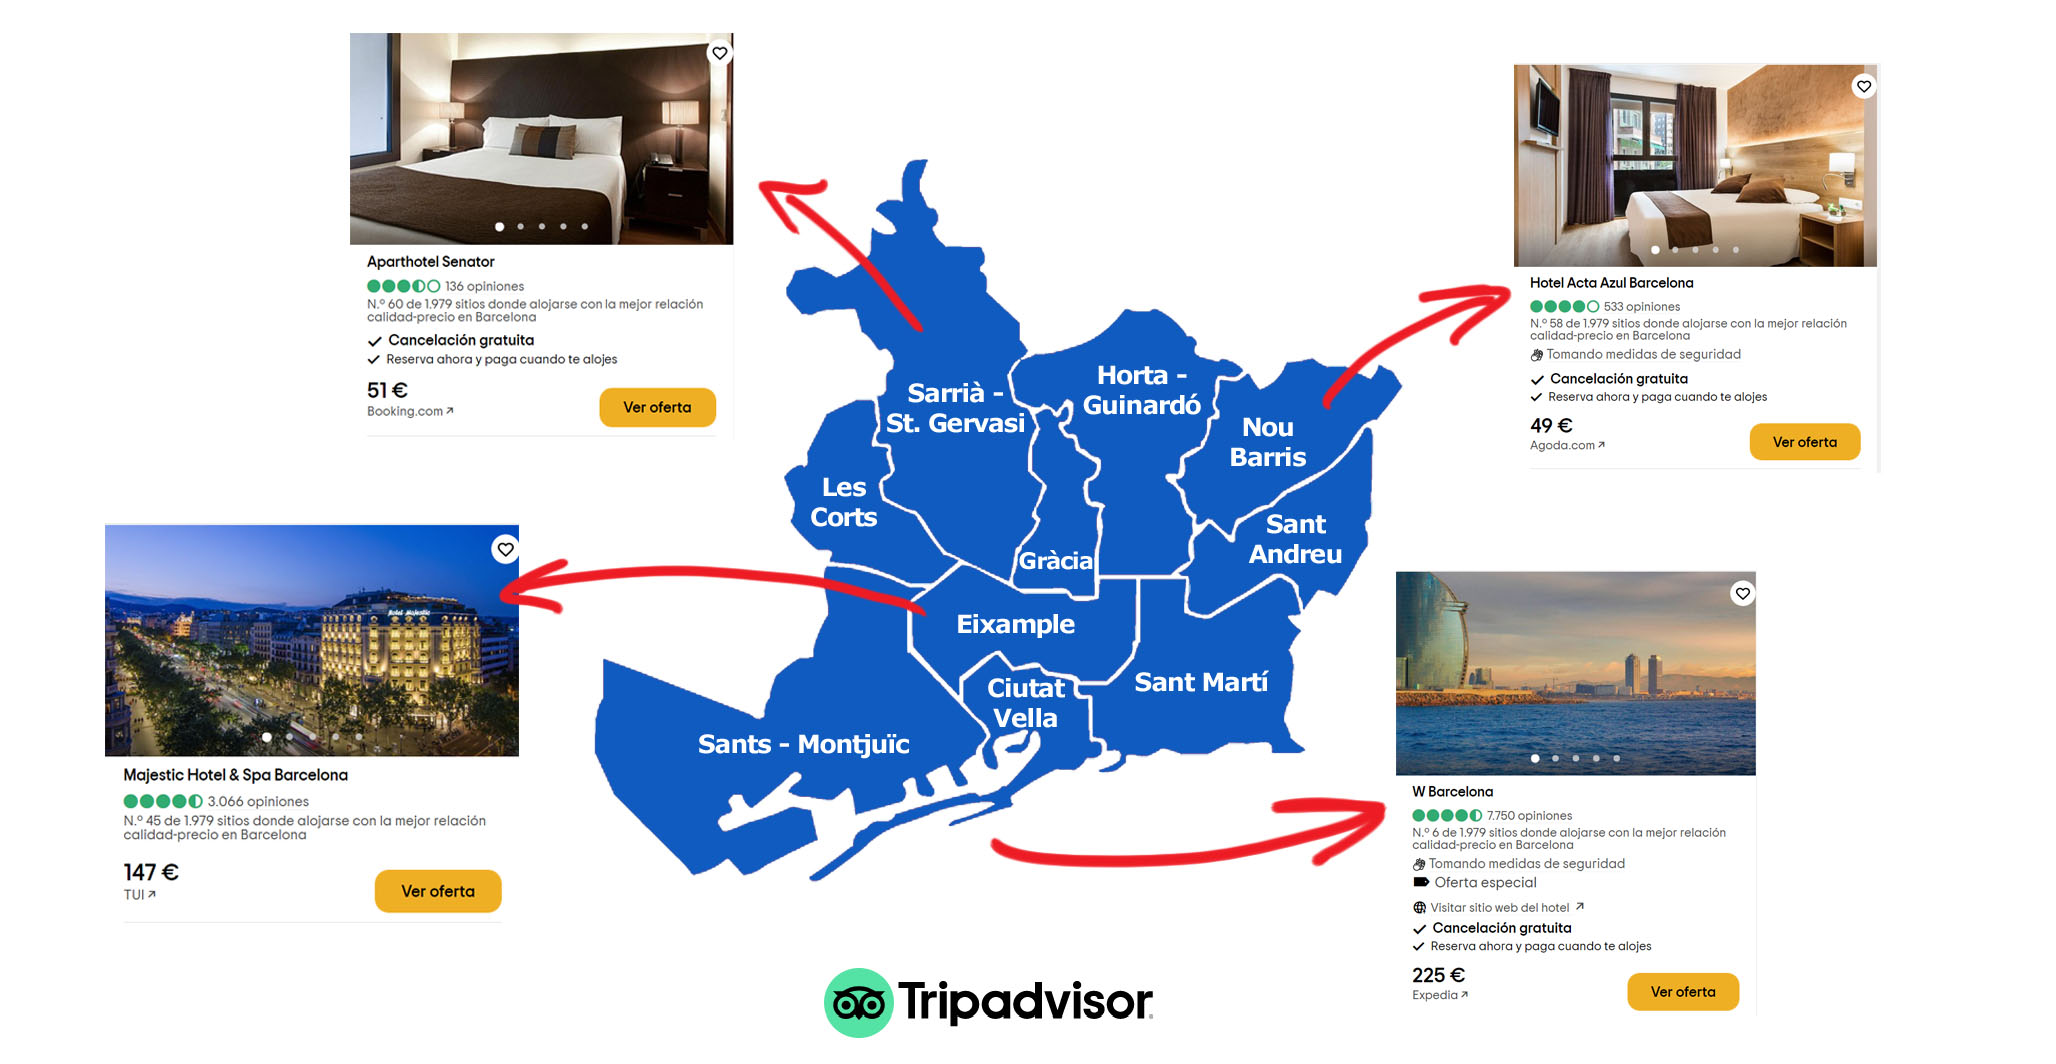 Aparthotel Senator
136 opiniones
N.º 60 de 1.979 sitios donde alojarse con la mejor relación
calidad-precio en Barcelona
Cancelación gratuita
Reserva ahora y paga cuando te alojes
51 €
Booking.com
Ver oferta
Hotel Acta Azul Barcelona
533 opiniones
N.º 58 de 1.979 sitios donde alojarse con la mejor relación
calidad-precio en Barcelona
Tomando medidas de seguridad
Cancelación gratuita
Reserva ahora y paga cuando te alojes
49 €
Agoda.com
Ver oferta
Sarrià -
St. Gervasi
Horta -
Guinardó
Nou
Barris
Les
Corts
Sant
Andreu
Gràcia
Eixample
Ciutat
Vella
Sant Martí
Sants - Montjuïc
Hotel Majestic
Majestic Hotel & Spa Barcelona
3.066 opiniones
N.º 45 de 1.979 sitios donde alojarse con la mejor relación
calidad-precio en Barcelona
147 €
TUI
Ver oferta
W Barcelona
7.750 opiniones
N.º 6 de 1.979 sitios donde alojarse con la mejor relación
calidad-precio en Barcelona
Tomando medidas de seguridad
Oferta especial
Visitar sitio web del hotel
Cancelación gratuita
Reserva ahora y paga cuando te alojes
225 €
Expedia
Ver oferta
Tripadvisor